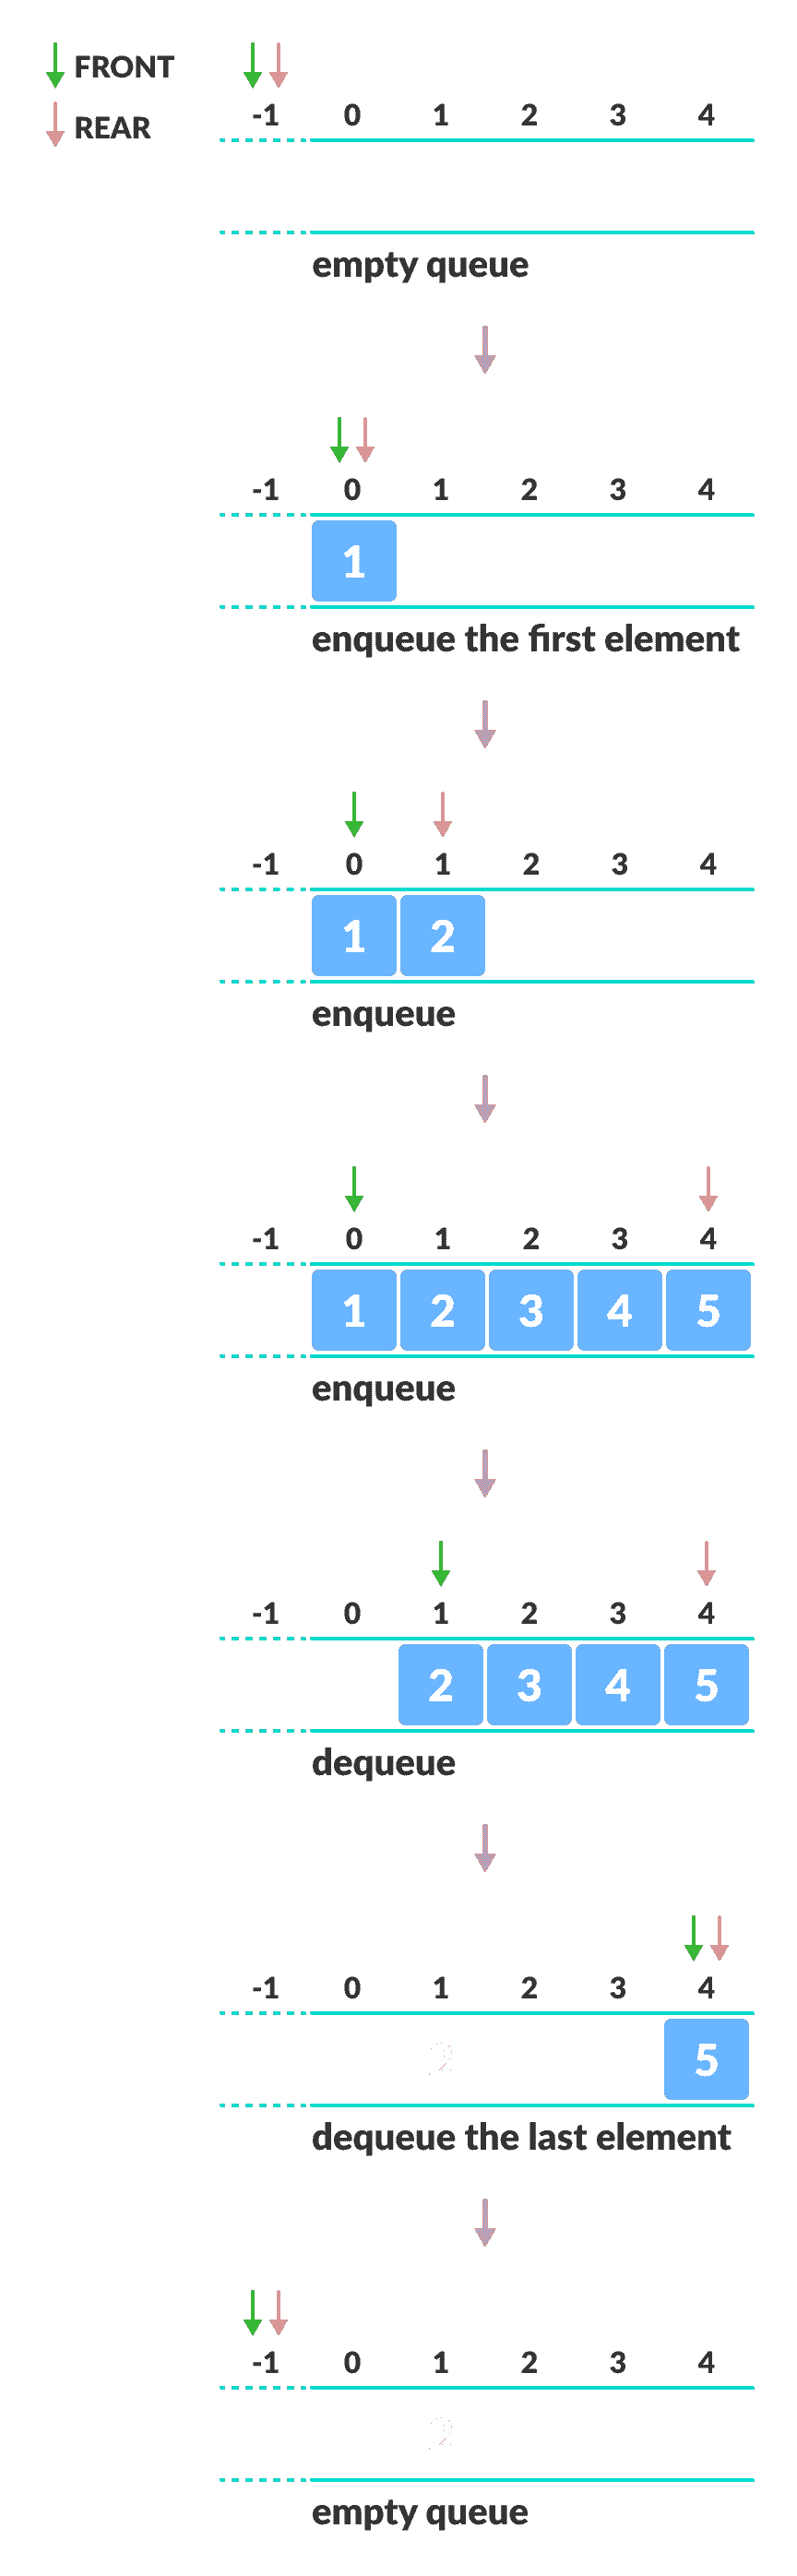 FRONT
REAR
-1 0 1 2 3 4
empty queue
-1 0 1 2 3 4
1
enqueue the first element
-1 0 1 2 3 4
1 2
enqueue
-1 0 1 2 3 4
1 2 3 4 5
enqueue
-1 0 1 2 3 4
2 3 4 5
dequeue
-1 0 1 2 3 4
2 5
dequeue the last element
-1 0 1 2 3 4
2
empty queue